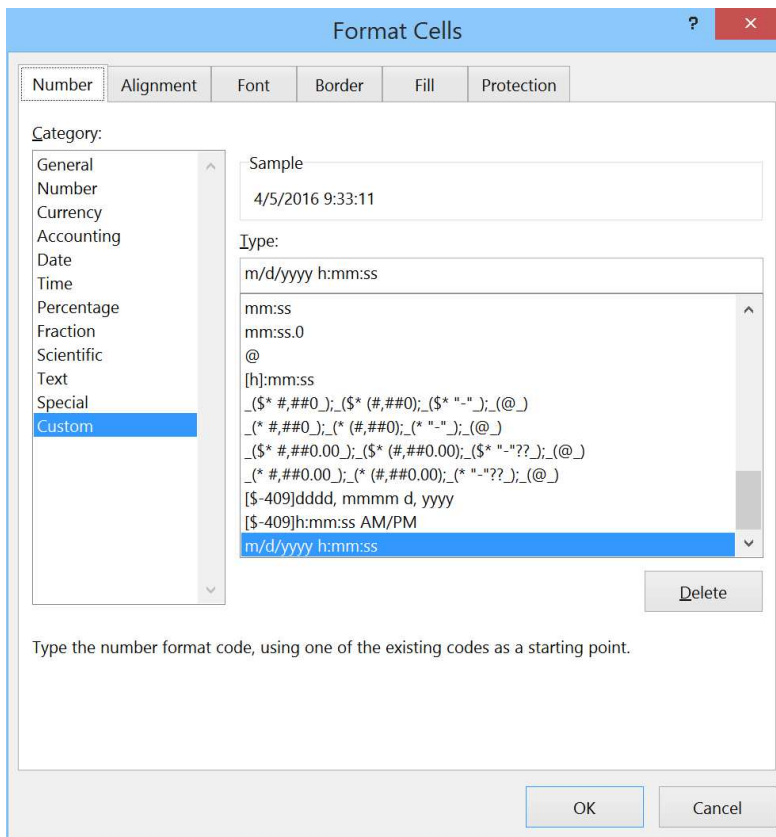 Format Cells
?
×
Number Alignment Font Border Fill Protection
Category:
General
Number
Currency
Accounting
Date
Time
Percentage
Fraction
Scientific
Text
Special
Custom
Sample
4/5/2016 9:33:11
Type:
m/d/yyyy h:mm:ss
mm:ss
mm:ss.0
@
[h]:mm:ss
_($* #,##0_);_($* (#,##0);_($* "-"_);_(@_)
_(* #,##0_);_(* (#,##0);_(* "-"_);_(@_)
_($* #,##0.00_);_($* (#,##0.00);_($* "-"??_);_(@_)
_(* #,##0.00_);_(* (#,##0.00);_(* "-"??_);_(@_)
[$-409]dddd, mmmm d, yyyy
[$-409]h:mm:ss AM/PM
m/d/yyyy h:mm:ss
Delete
Type the number format code, using one of the existing codes as a starting point.
OK Cancel